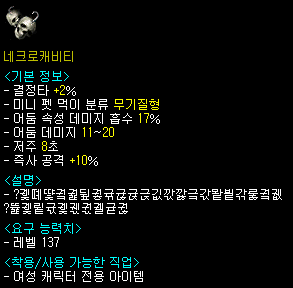 네크로캐비티
<기본 정보>
- 결정타 +2%
- 미니 펫 먹이 분류 무기질형
- 어둠 속성 데미지 흡수 17%
- 어둠 데미지 11~20
- 저주 8초
- 즉사 공격 +10%
<설명>
<요구 능력치>
- 레벨 137
<착용/사용 가능한 직업>
- 여성 캐릭터 전용 아이템